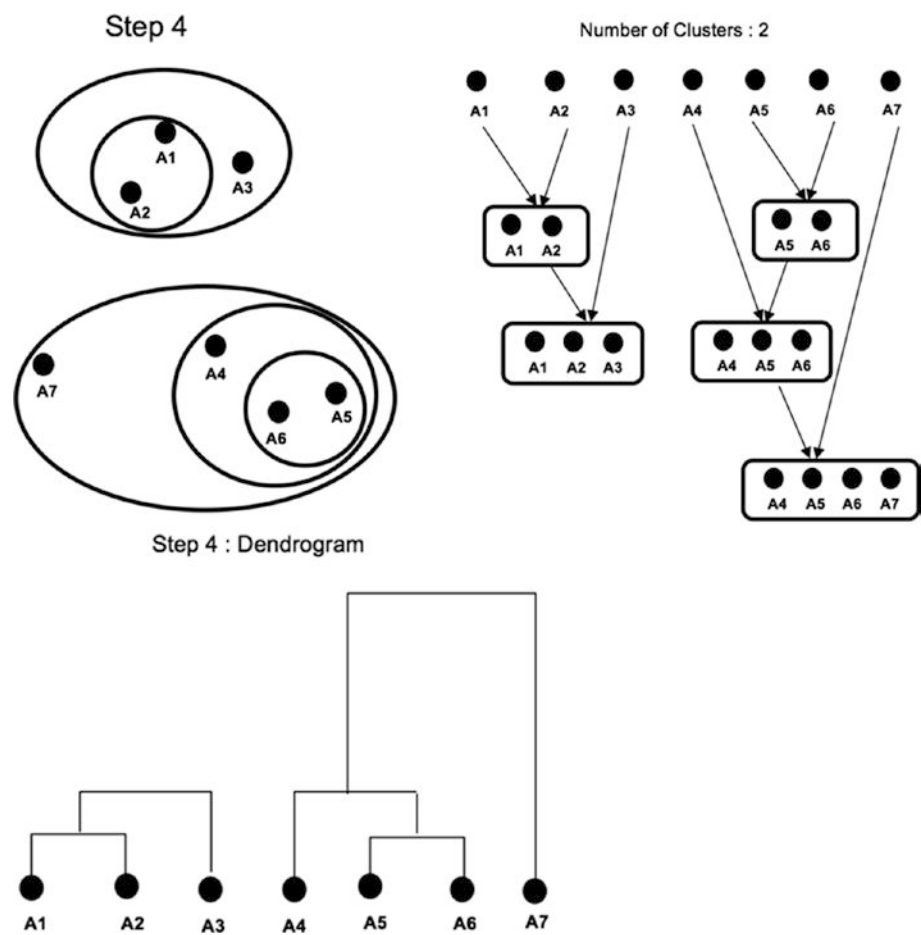 Step 4
A1
A2
A3
A7
A4
A6
A5
Number of Clusters : 2
A1 A2 A3 A4 A5 A6 A7
A1 A2
A5 A6
A1 A2 A3
A4 A5 A6
A4 A5 A6 A7
Step 4 : Dendrogram
A1 A2 A3 A4 A5 A6 A7